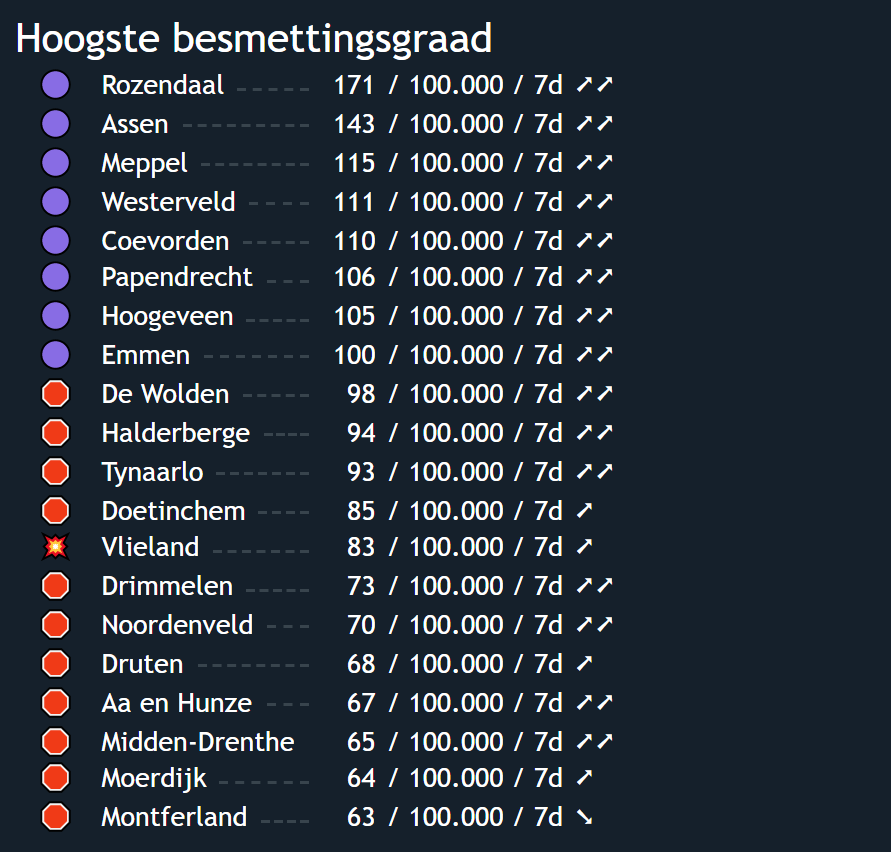 Hoogste besmettingsgraad
Rozendaal ----- 171 / 100.000 / 7d ➚➚
Assen --------- 143 / 100.000 / 7d ➚➚
Meppel -------- 115 / 100.000 / 7d ➚➚
Westerveld ----- 111 / 100.000 / 7d ➚➚
Coevorden ----- 110 / 100.000 / 7d ➚➚
Papendrecht --- 106 / 100.000 / 7d ➚➚
Hoogeveen ----- 105 / 100.000 / 7d ➚➚
Emmen -------- 100 / 100.000 / 7d ➚➚
De Wolden ----- 98 / 100.000 / 7d ➚➚
Halderberge ---- 94 / 100.000 / 7d ➚➚
Tynaarlo ------- 93 / 100.000 / 7d ➚➚
Doetinchem ---- 85 / 100.000 / 7d ➚
Vlieland ------- 83 / 100.000 / 7d ➚
Drimmelen ----- 73 / 100.000 / 7d ➚➚
Noordenveld --- 70 / 100.000 / 7d ➚➚
Druten -------- 68 / 100.000 / 7d ➚
Aa en Hunze --- 67 / 100.000 / 7d ➚➚
Midden-Drenthe 65 / 100.000 / 7d ➚➚
Moerdijk ------ 64 / 100.000 / 7d ➚
Montferland ---- 63 / 100.000 / 7d ➘